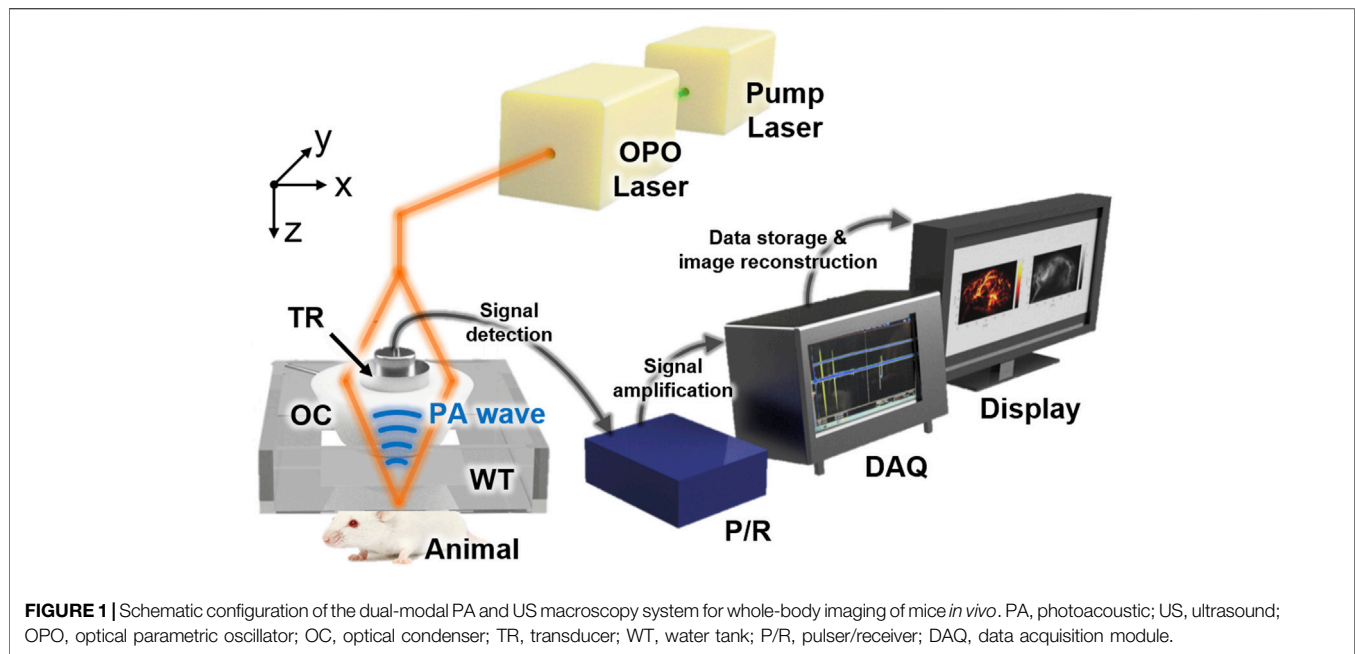 Pump
Laser
OPO
Laser
y
x
z
Data storage &
image reconstruction
TR
Signal
detection
Signal
amplification
OC
PA wave
Display
WT
DAQ
P/R
Animal
FIGURE 1 | Schematic configuration of the dual-modal PA and US macroscopy system for whole-body imaging of mice in vivo. PA, photoacoustic; US, ultrasound;
OPO, optical parametric oscillator; OC, optical condenser; TR, transducer; WT, water tank; P/R, pulser/receiver; DAQ, data acquisition module.